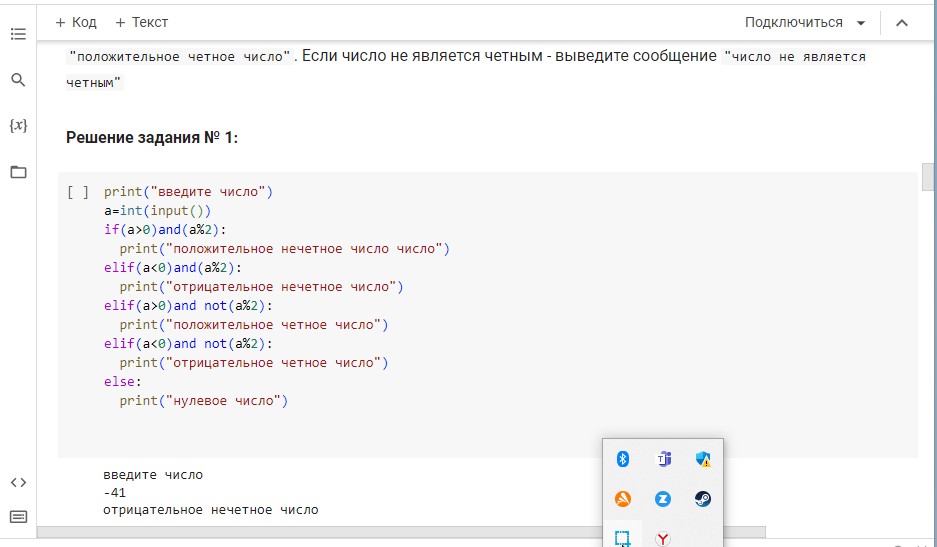 + Код + Текст Подключиться
"положительное четное число". Если число не является четным - выведите сообщение "число не является
четным"
{x}
Решение задания № 1:
[ ] print("введите число")
a=int(input())
if(a>0)and(a%2):
print("положительное нечетное число число")
elif(a<0)and(a%2):
print("отрицательное нечетное число")
elif(a>0)and not(a%2):
print("положительное четное число")
elif(a<0)and not(a%2):
print("отрицательное четное число")
else:
print("нулевое число")
введите число
-41
отрицательное нечетное число